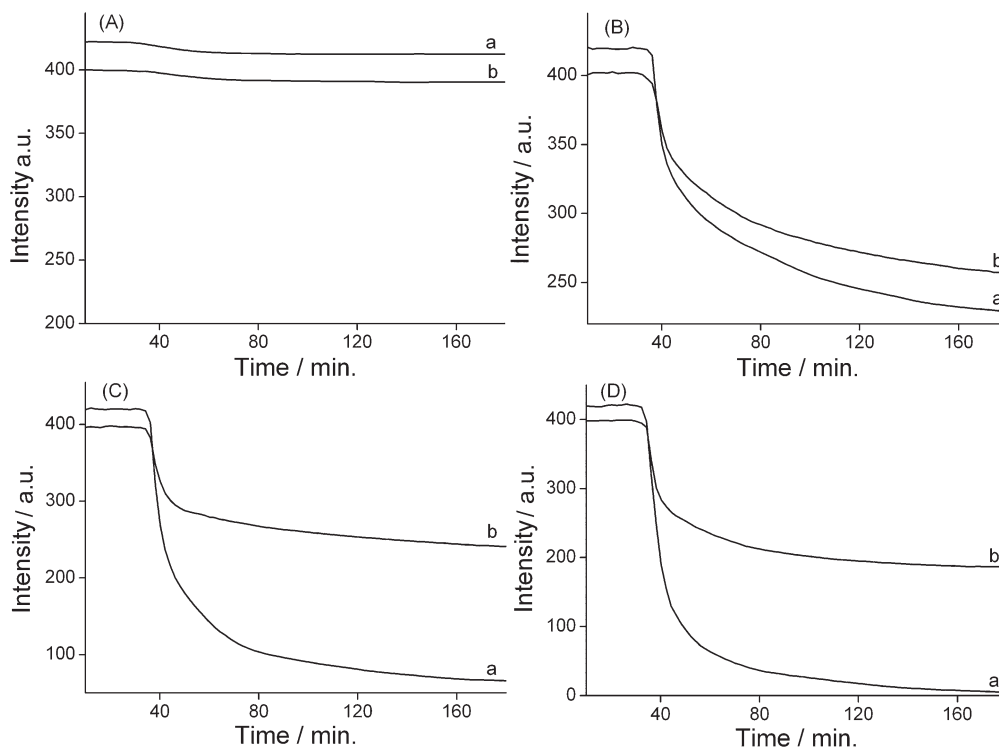 (A)
a
b
400
350
300
250
200
Intensity a.u.
40
80
120
160
Time / min.
(B)
b
a
400
350
300
250
Intensity / a.u.
40
80
120
160
Time / min.
(C)
b
a
400
300
200
100
Intensity / a.u.
40
80
120
160
Time / min.
(D)
b
a
400
300
200
100
0
Intensity / a.u.
40
80
120
160
Time / min.